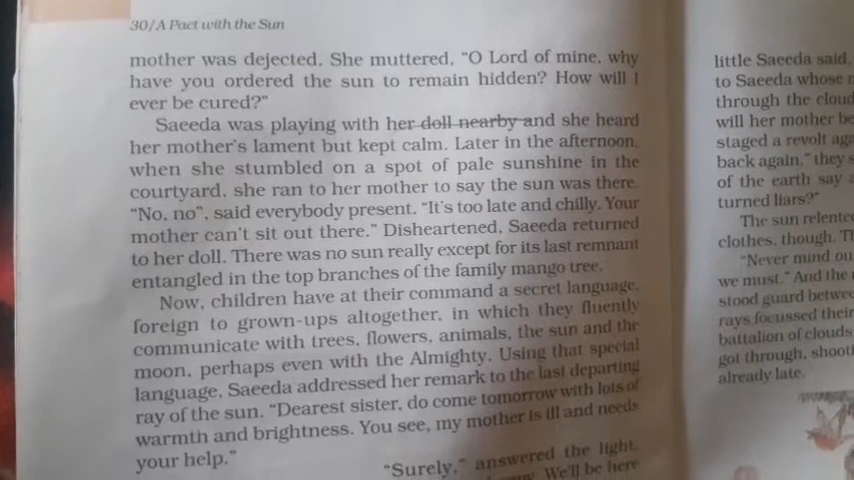 30/A Pact with the Sun
mother was dejected. She muttered, "O Lord of mine, why
have you ordered the sun to remain hidden? How will I
ever be cured?"
Saeeda was playing with her doll nearby and she heard
her mother's lament but kept calm. Later in the afternoon,
when she stumbled on a spot of pale sunshine in the
courtyard, she ran to her mother to say the sun was there.
"No, no", said everybody present. "It's too late and chilly. Your
mother can't sit out there." Disheartened, Saeeda returned
to her doll. There was no sun really except for its last remnant
entangled in the top branches of the family mango tree.
Now, children have at their command a secret language,
foreign to grown-ups altogether, in which they fluently
communicate with trees, flowers, animals, the sun and the
moon, perhaps even with the Almighty. Using that special
language, Saeeda addressed her remark to the last departing
ray of the sun. "Dearest sister, do come tomorrow with lots of
warmth and brightness. You see, my mother is ill and needs
your help."
"Surely," answered the light.
We'll be here
little Saeeda said,
to Saeeda whose
through the cloud
will her mother be
staged a revolt
back again," they
of the earth say
turned liars?"
The sun relented
clothes, though.
"Never mind
we must." And the
stood guard
rays focussed their
battalion of clouds
got through,
already late.